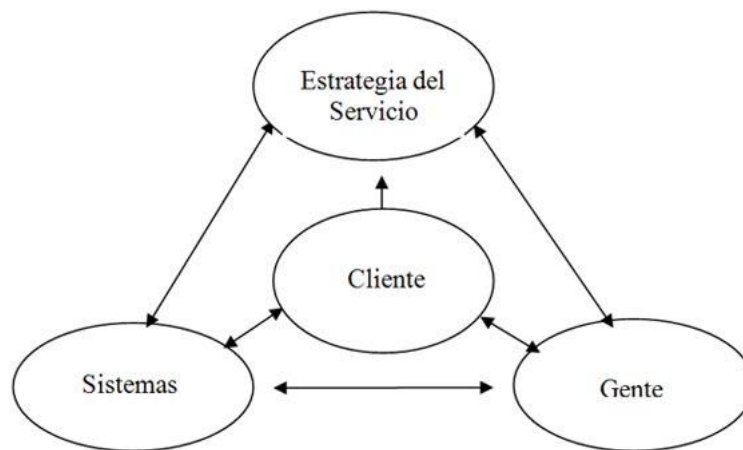 Estrategia del
Servicio
Cliente
Sistemas
Gente